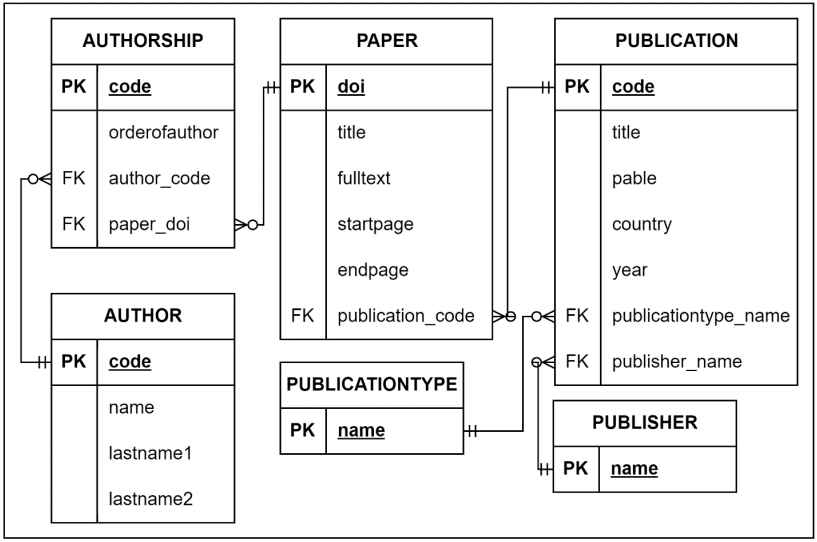 AUTHORSHIP
PK code
orderofauthor
FK author_code
FK paper_doi
PAPER
PK doi
title
fulltext
startpage
endpage
FK publication_code
PUBLICATION
PK code
title
pable
country
year
FK publicationtype_name
FK publisher_name
AUTHOR
PK code
name
lastname1
lastname2
PUBLICATIONTYPE
PK name
PUBLISHER
PK name